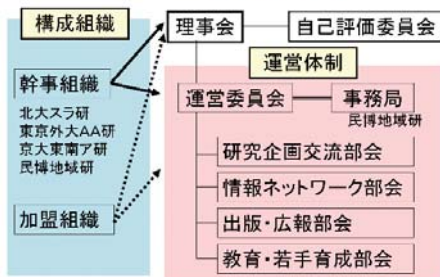 構成組織
幹事組織
北大スラ研
東京外大AA研
京大東南ア研
民博地域研
加盟組織
理事会
自己評価委員会
運営体制
運営委員会
事務局
民博地域研
研究企画交流部会
情報ネットワーク部会
出版・広報部会
教育・若手育成部会